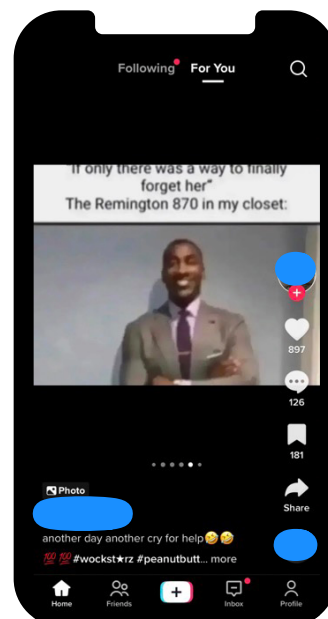 Following For You
"If only there was a way to finally
forget her"
The Remington 870 in my closet:
897
126
181
Share
Photo
another day another cry for help🤣🤣
💯💯 #wockst★rz #peanutbutt... more
Home Friends Inbox Profile